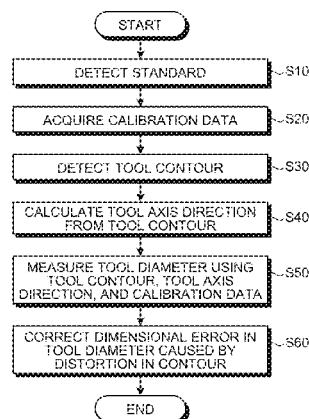 START
DETECT STANDARD
S10
ACQUIRE CALIBRATION DATA
S20
DETECT TOOL CONTOUR
S30
CALCULATE TOOL AXIS DIRECTION
FROM TOOL CONTOUR
S40
MEASURE TOOL DIAMETER USING
TOOL CONTOUR, TOOL AXIS
DIRECTION, AND CALIBRATION DATA
S50
CORRECT DIMENSIONAL ERROR IN
TOOL DIAMETER CAUSED BY
DISTORTION IN CONTOUR
S60
END